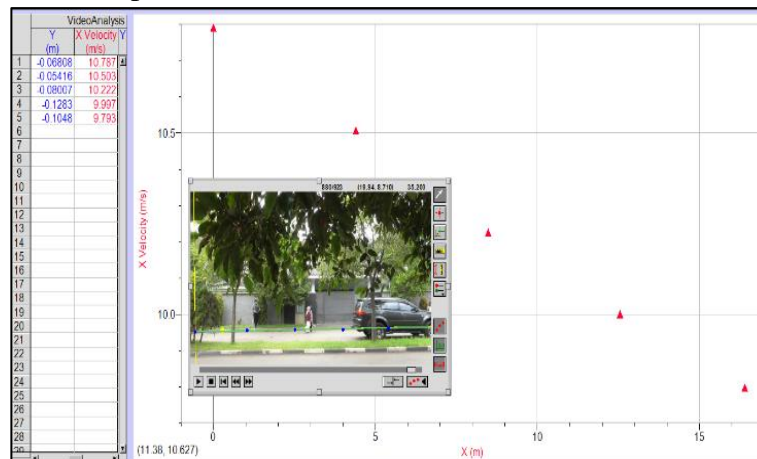 VideoAnalysis
Y X Velocity Y
(m) (m/s)
1 -0.06808 10.787
2 -0.05416 10.503
3 -0.08007 10.222
4 -0.1283 9.997
5 -0.1048 9.793
6
7
8
9
10
11
12
13
14
15
16
17
18
19
20
21
22
23
24
25
26
27
28
X Velocity (m/s)
10.5
10.0
35.200
0 5 10 15
(11.38, 10.627)
X (m)